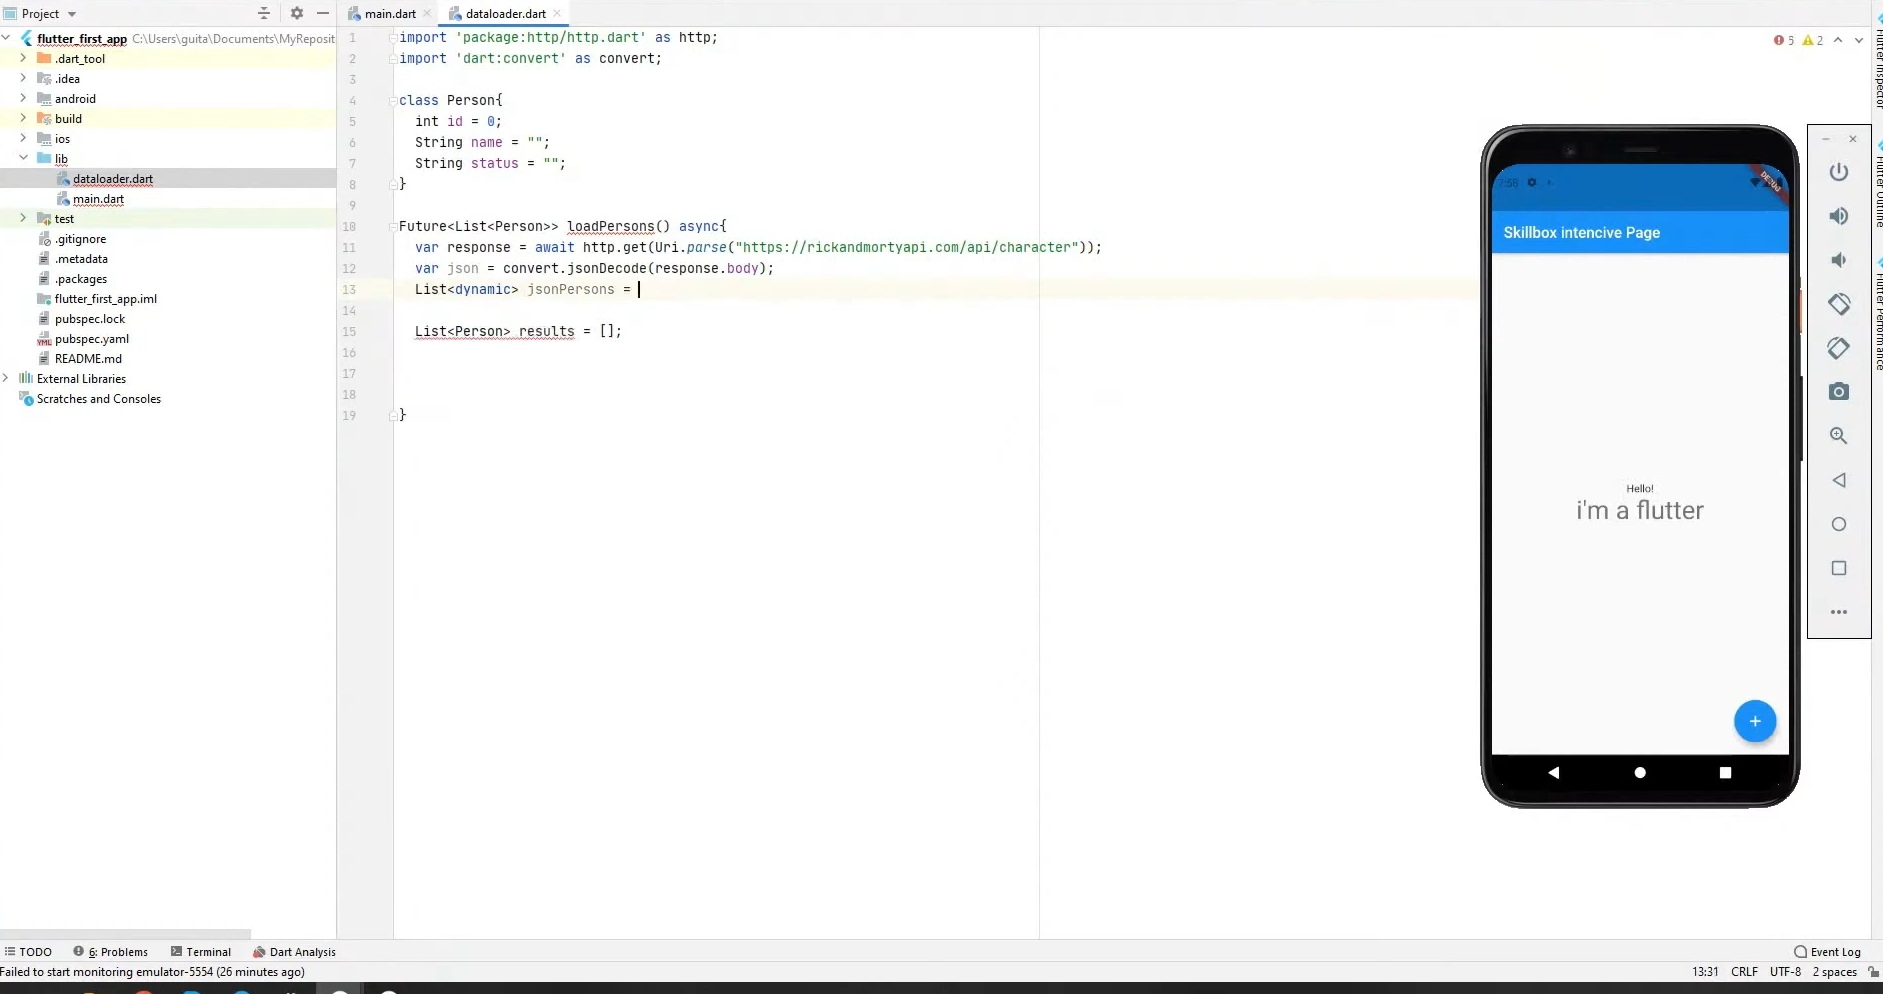 Project
main.dart
dataloader.dart
flutter_first_app C:\Users\guita\Documents\MyReposit
.dart_tool
.idea
android
build
ios
lib
dataloader.dart
main.dart
test
.gitignore
.metadata
.packages
flutter_first_app.iml
pubspec.lock
pubspec.yaml
README.md
External Libraries
Scratches and Consoles
1 import 'package:http/http.dart' as http;
2 import 'dart:convert' as convert;
3
4 class Person{
5 int id = 0;
6 String name = "";
7 String status = "";
8 }
9
10 Future<List<Person>> loadPersons() async{
11 var response = await http.get(Uri.parse("https://rickandmortyapi.com/api/character"));
12 var json = convert.jsonDecode(response.body);
13 List<dynamic> jsonPersons =
14
15 List<Person> results = [];
16
17
18
19 }
5 2
Flutter Inspector
Flutter Outline
Flutter Performance
7:56
DEBUG
Skillbox intencive Page
Hello!
i'm a flutter
TODO
6: Problems
Terminal
Dart Analysis
Event Log
Failed to start monitoring emulator-5554 (26 minutes ago)
13:31 CRLF UTF-8 2 spaces